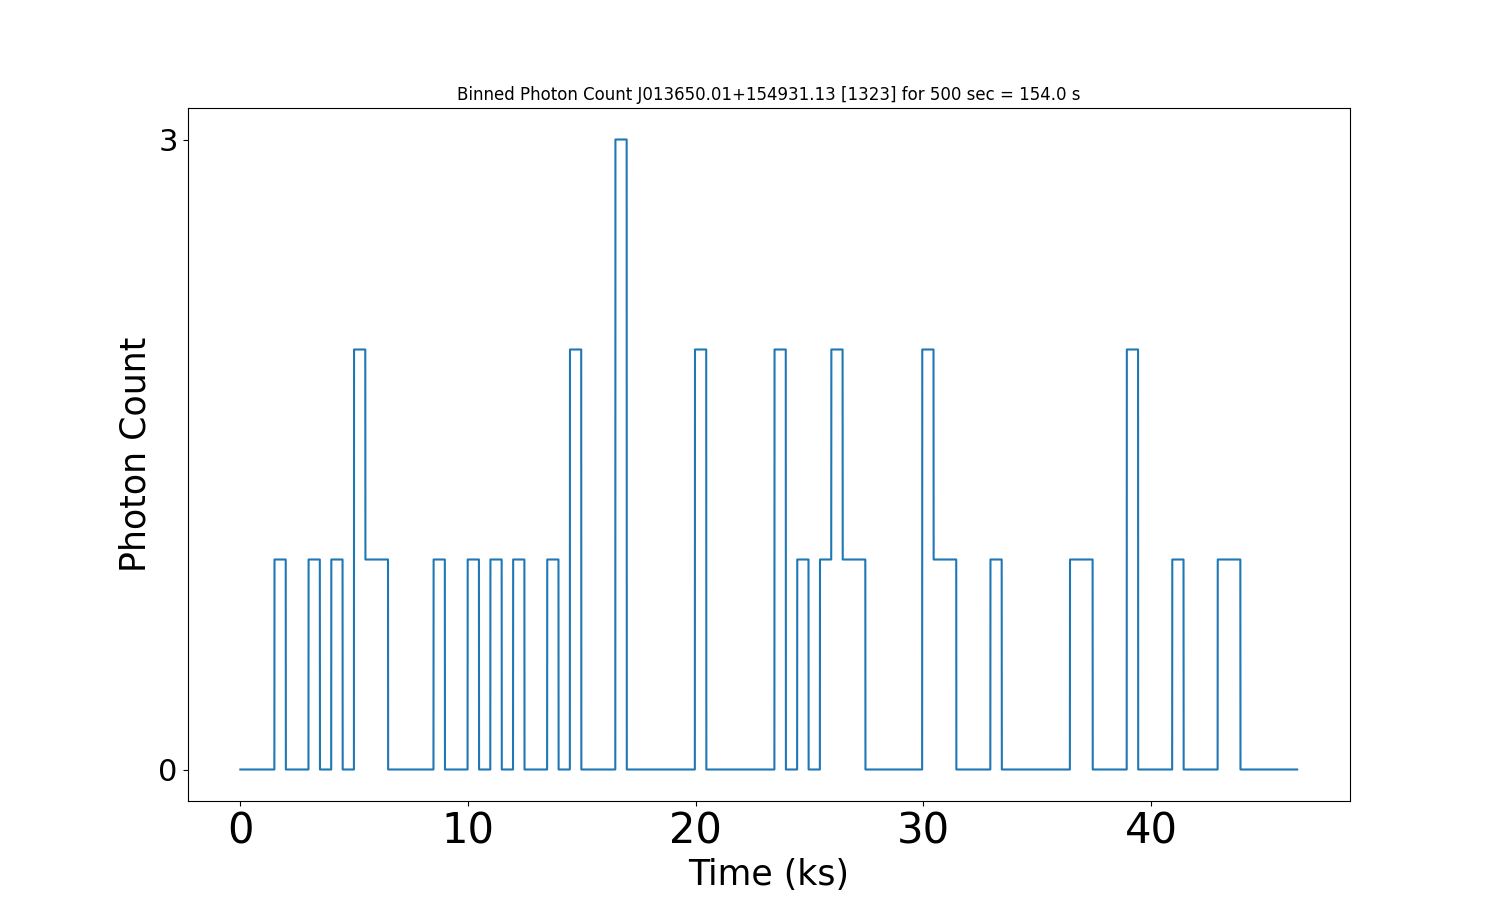 Binned Photon Count J013650.01+154931.13 [1323] for 500 sec = 154.0 s
3
Photon Count
0
0 10 20 30 40
Time (ks)